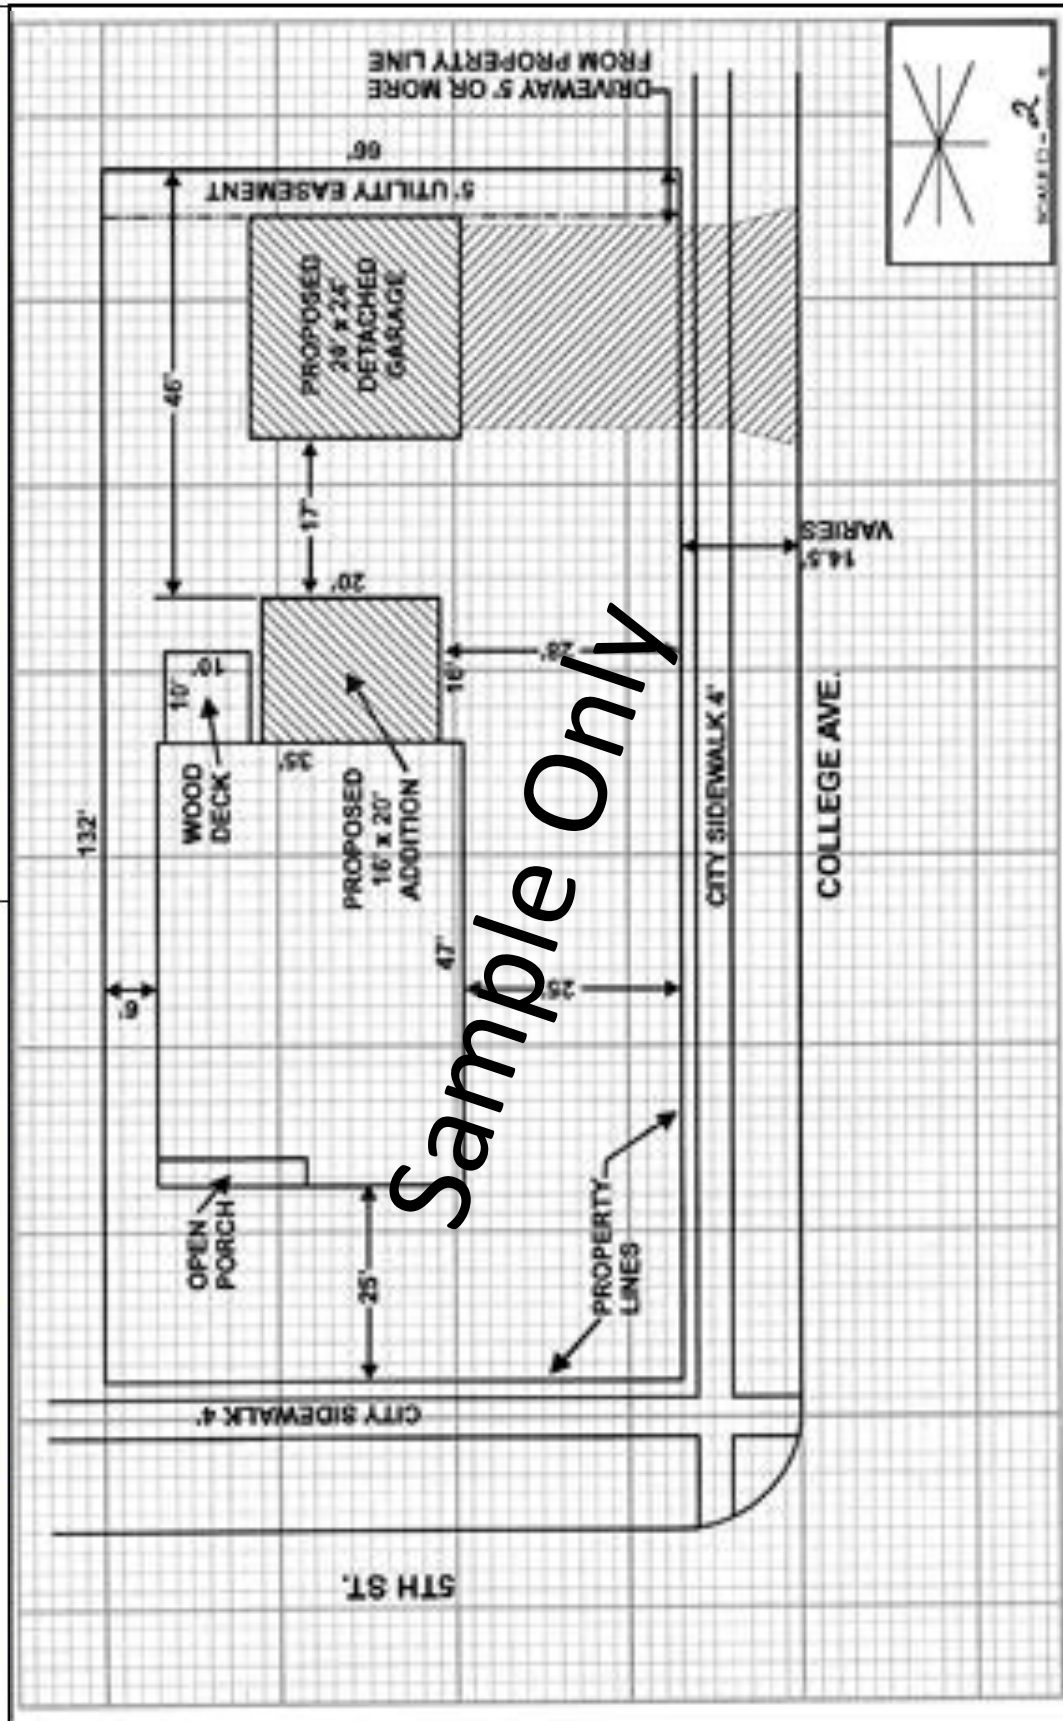 DRIVEWAY 5' OR MORE
FROM PROPERTY LINE
66'
5' UTILITY EASEMENT
PROPOSED
DETACHED
GARAGE
46'
17'
20'
14.5'
VARIES
10'
10'
16'
28'
WOOD
DECK
35'
PROPOSED
16' x 20'
ADDITION
132'
47'
6'
25'
CITY SIDEWALK 4'
COLLEGE AVE.
OPEN
PORCH
25'
PROPERTY
LINES
CITY SIDEWALK 4'
5TH ST.
Sample Only